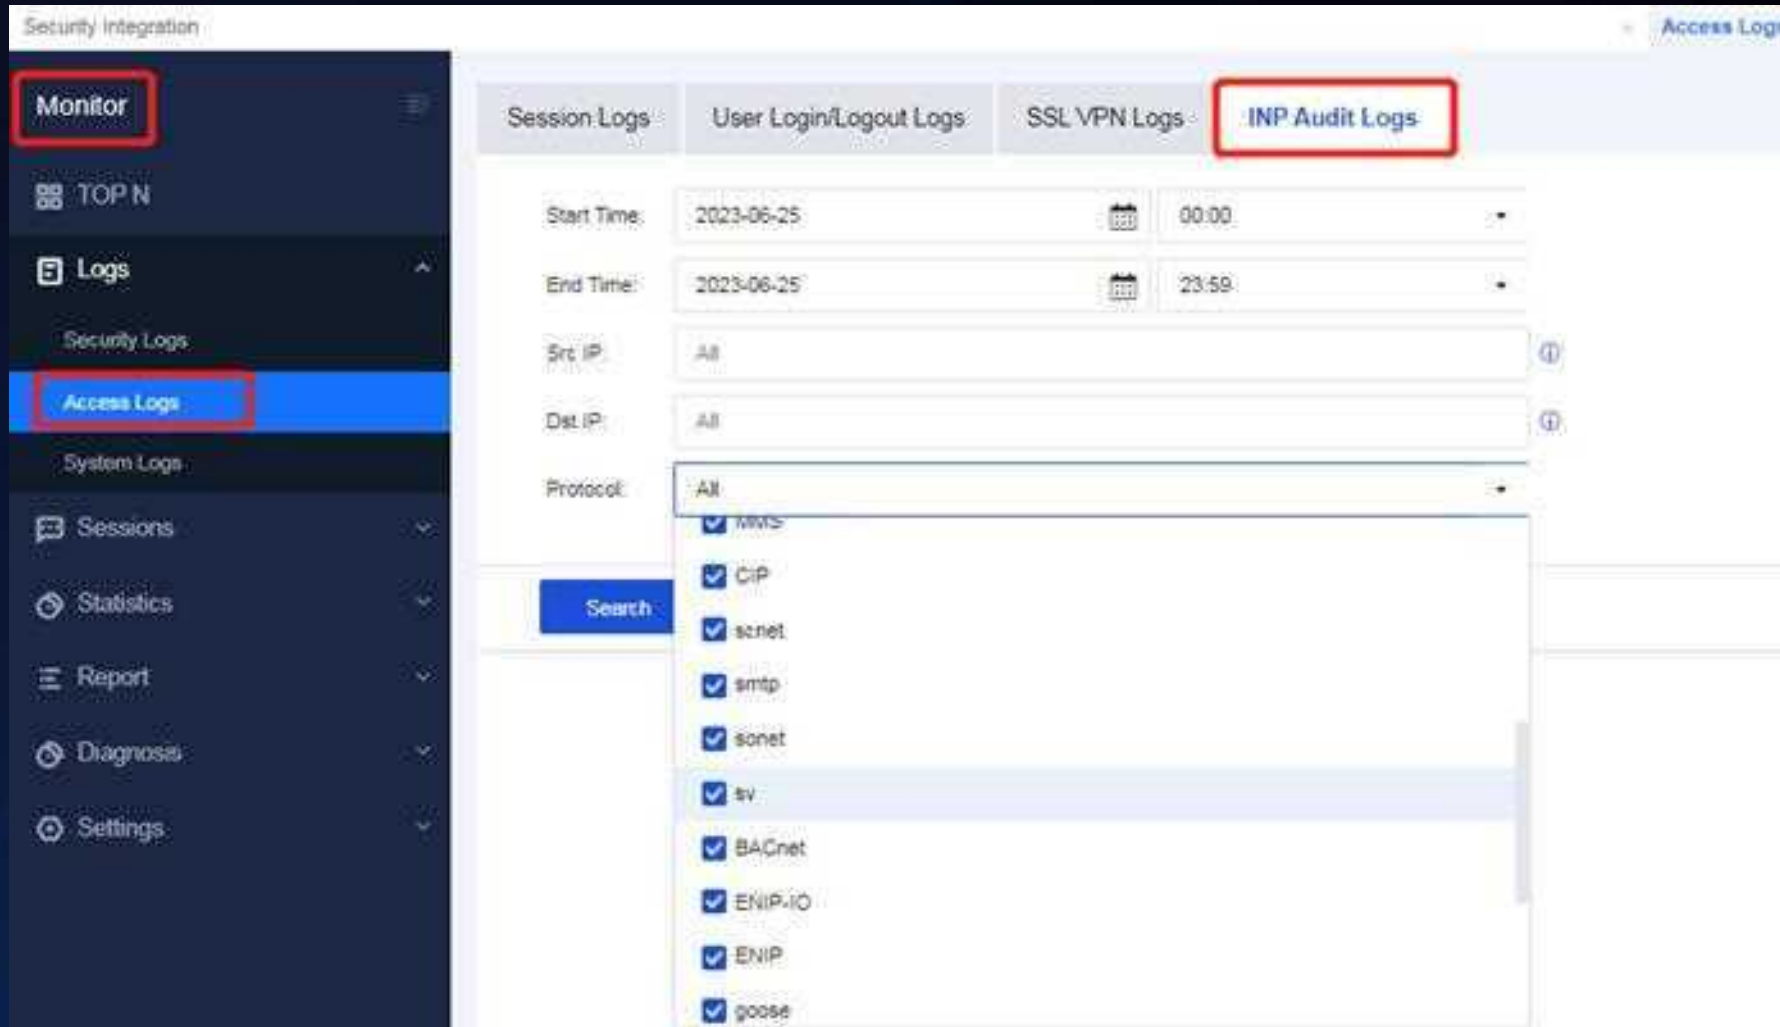 Security Integration
Access Logs
Monitor
Session Logs
User Login/Logout Logs
SSL VPN Logs
INP Audit Logs
TOP N
Start Time:
2023-06-25
00:00
Logs
End Time:
2023-06-25
23:59
Security Logs
Src IP:
All
Access Logs
Dst IP:
All
System Logs
Protocol:
All
Sessions
MMS
CIP
Statistics
Search
scnet
Report
smtp
sonet
Diagnosis
sv
Settings
BACnet
ENIP-IO
ENIP
goose